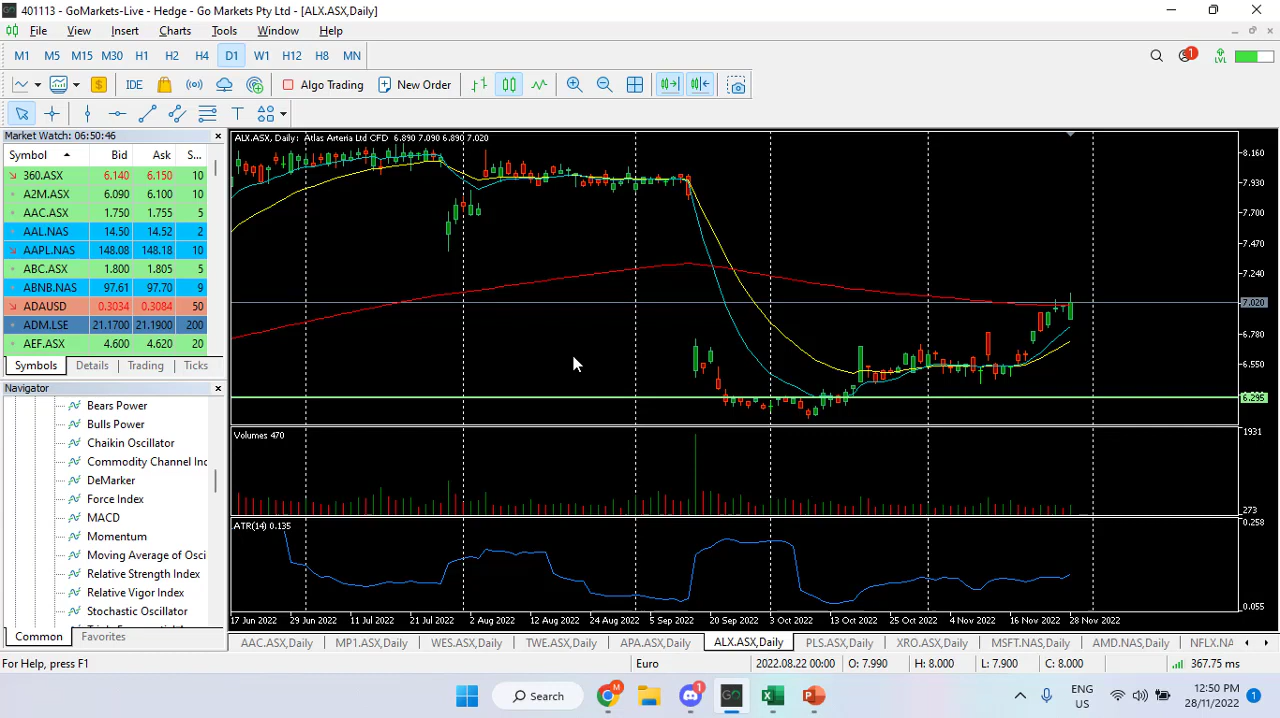 401113 - GoMarkets-Live - Hedge - Go Markets Pty Ltd - [ALX.ASX,Daily]
File View Insert Charts Tools Window Help
M1 M5 M15 M30 H1 H2 H4 D1 W1 H12 H8 MN
1 LVL
IDE Algo Trading New Order
T
Market Watch: 06:50:46
Symbol Bid Ask S...
360.ASX 6.140 6.150 10
A2M.ASX 6.090 6.100 10
AAC.ASX 1.750 1.755 5
AAL.NAS 14.50 14.52 2
AAPL.NAS 148.08 148.18 10
ABC.ASX 1.800 1.805 5
ABNB.NAS 97.61 97.70 9
ADAUSD 0.3034 0.3084 50
ADM.LSE 21.1700 21.1900 200
AEF.ASX 4.600 4.620 20
Symbols Details Trading Ticks
Navigator
Bears Power
Bulls Power
Chaikin Oscillator
Commodity Channel Inc
DeMarker
Force Index
MACD
Momentum
Moving Average of Osci
Relative Strength Index
Relative Vigor Index
Stochastic Oscillator
Common Favorites
ALX.ASX, Daily: Atlas Arteria Ltd CFD 6.890 7.090 6.890 7.020
8.160
7.930
7.700
7.470
7.240
7.020
6.780
6.550
6.295
Volumes 470
1931
273
ATR(14) 0.135
0.258
0.055
17 Jun 2022 29 Jun 2022 11 Jul 2022 21 Jul 2022 2 Aug 2022 12 Aug 2022 24 Aug 2022 5 Sep 2022 20 Sep 2022 3 Oct 2022 13 Oct 2022 25 Oct 2022 4 Nov 2022 16 Nov 2022 28 Nov 2022
AAC.ASX,Daily MP1.ASX,Daily WES.ASX,Daily TWE.ASX,Daily APA.ASX,Daily ALX.ASX,Daily PLS.ASX,Daily XRO.ASX,Daily MSFT.NAS,Daily AMD.NAS,Daily NFLX.NA
For Help, press F1 Euro 2022.08.22 00:00 O: 7.990 H: 8.000 L: 7.900 C: 8.000 367.75 ms
Search M GO 1 ENG US 12:50 PM 28/11/2022 1